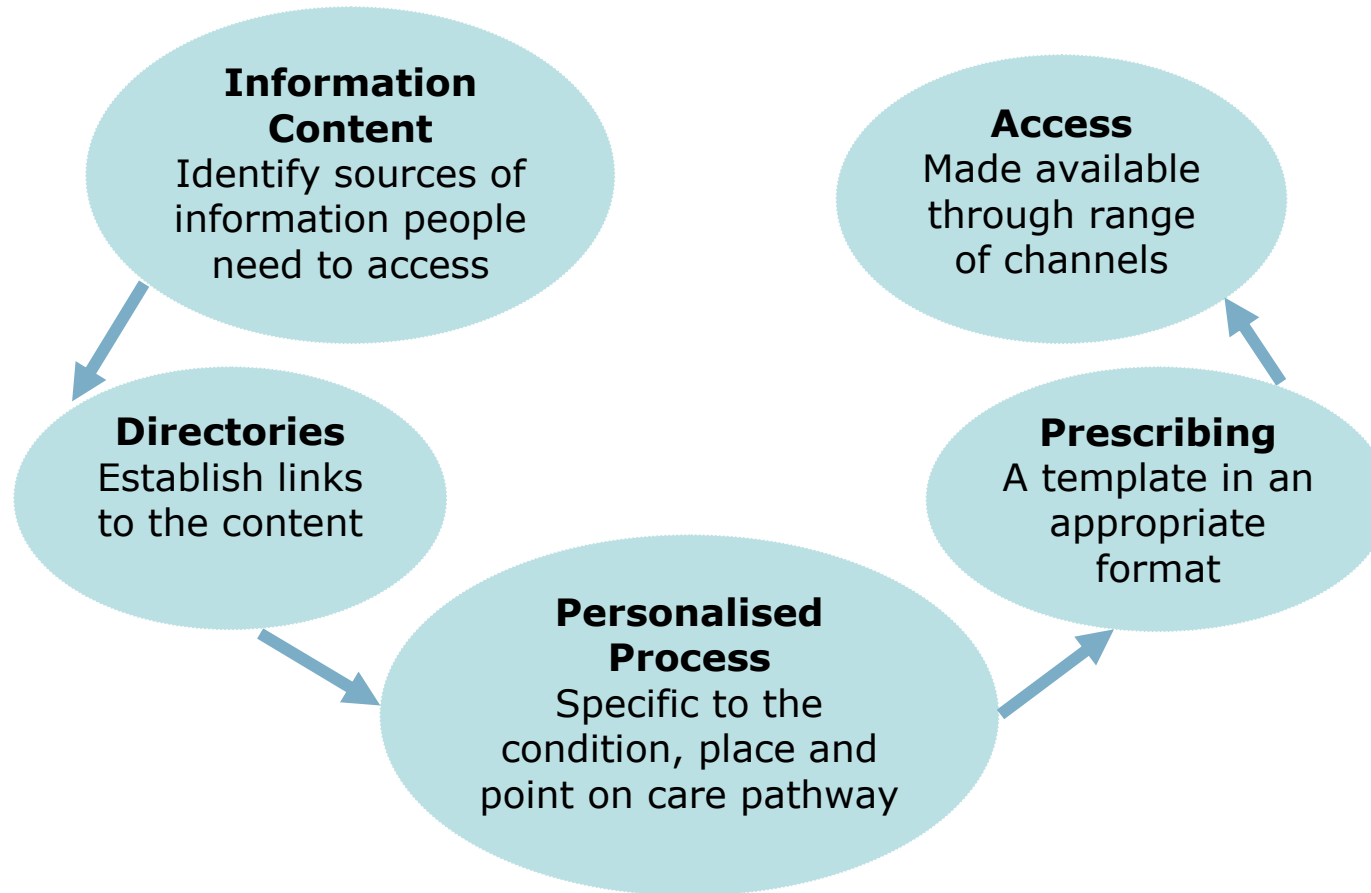 Information
Content
Identify sources of
information people
need to access
Directories
Establish links
to the content
Personalised
Process
Specific to the
condition, place and
point on care pathway
Prescribing
A template in an
appropriate
format
Access
Made available
through range
of channels